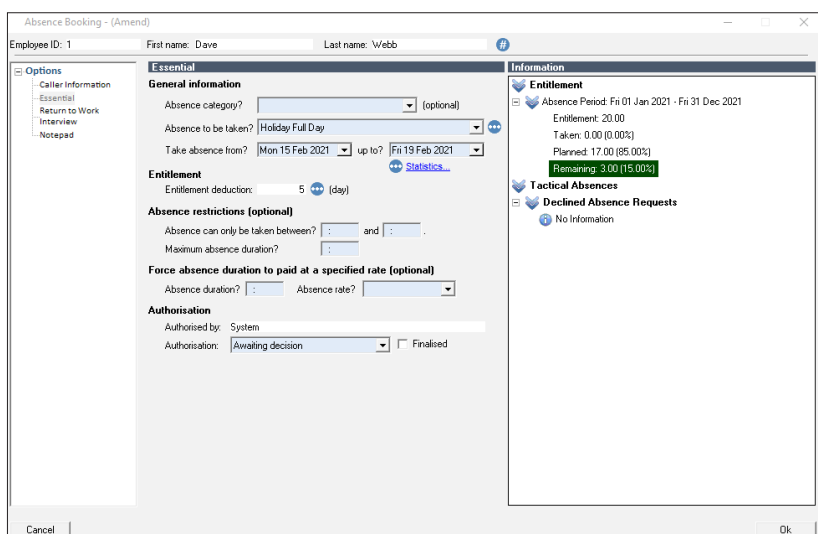 Absence Booking - (Amend)
Employee ID: 1 First name: Dave Last name: Webb #
Options
Caller Information
Essential
Return to Work
Interview
Notepad
Essential
General information
Absence category? (optional)
Absence to be taken? Holiday Full Day
Take absence from? Mon 15 Feb 2021 up to? Fri 19 Feb 2021
Statistics...
Entitlement
Entitlement deduction: 5 (day)
Absence restrictions (optional)
Absence can only be taken between? : and : .
Maximum absence duration? :
Force absence duration to paid at a specified rate (optional)
Absence duration? : Absence rate?
Authorisation
Authorised by: System
Authorisation: Awaiting decision Finalised
Information
Entitlement
Absence Period: Fri 01 Jan 2021 - Fri 31 Dec 2021
Entitlement: 20.00
Taken: 0.00 (0.00%)
Planned: 17.00 (85.00%)
Remaining: 3.00 (15.00%)
Tactical Absences
Declined Absence Requests
No Information
Cancel Ok